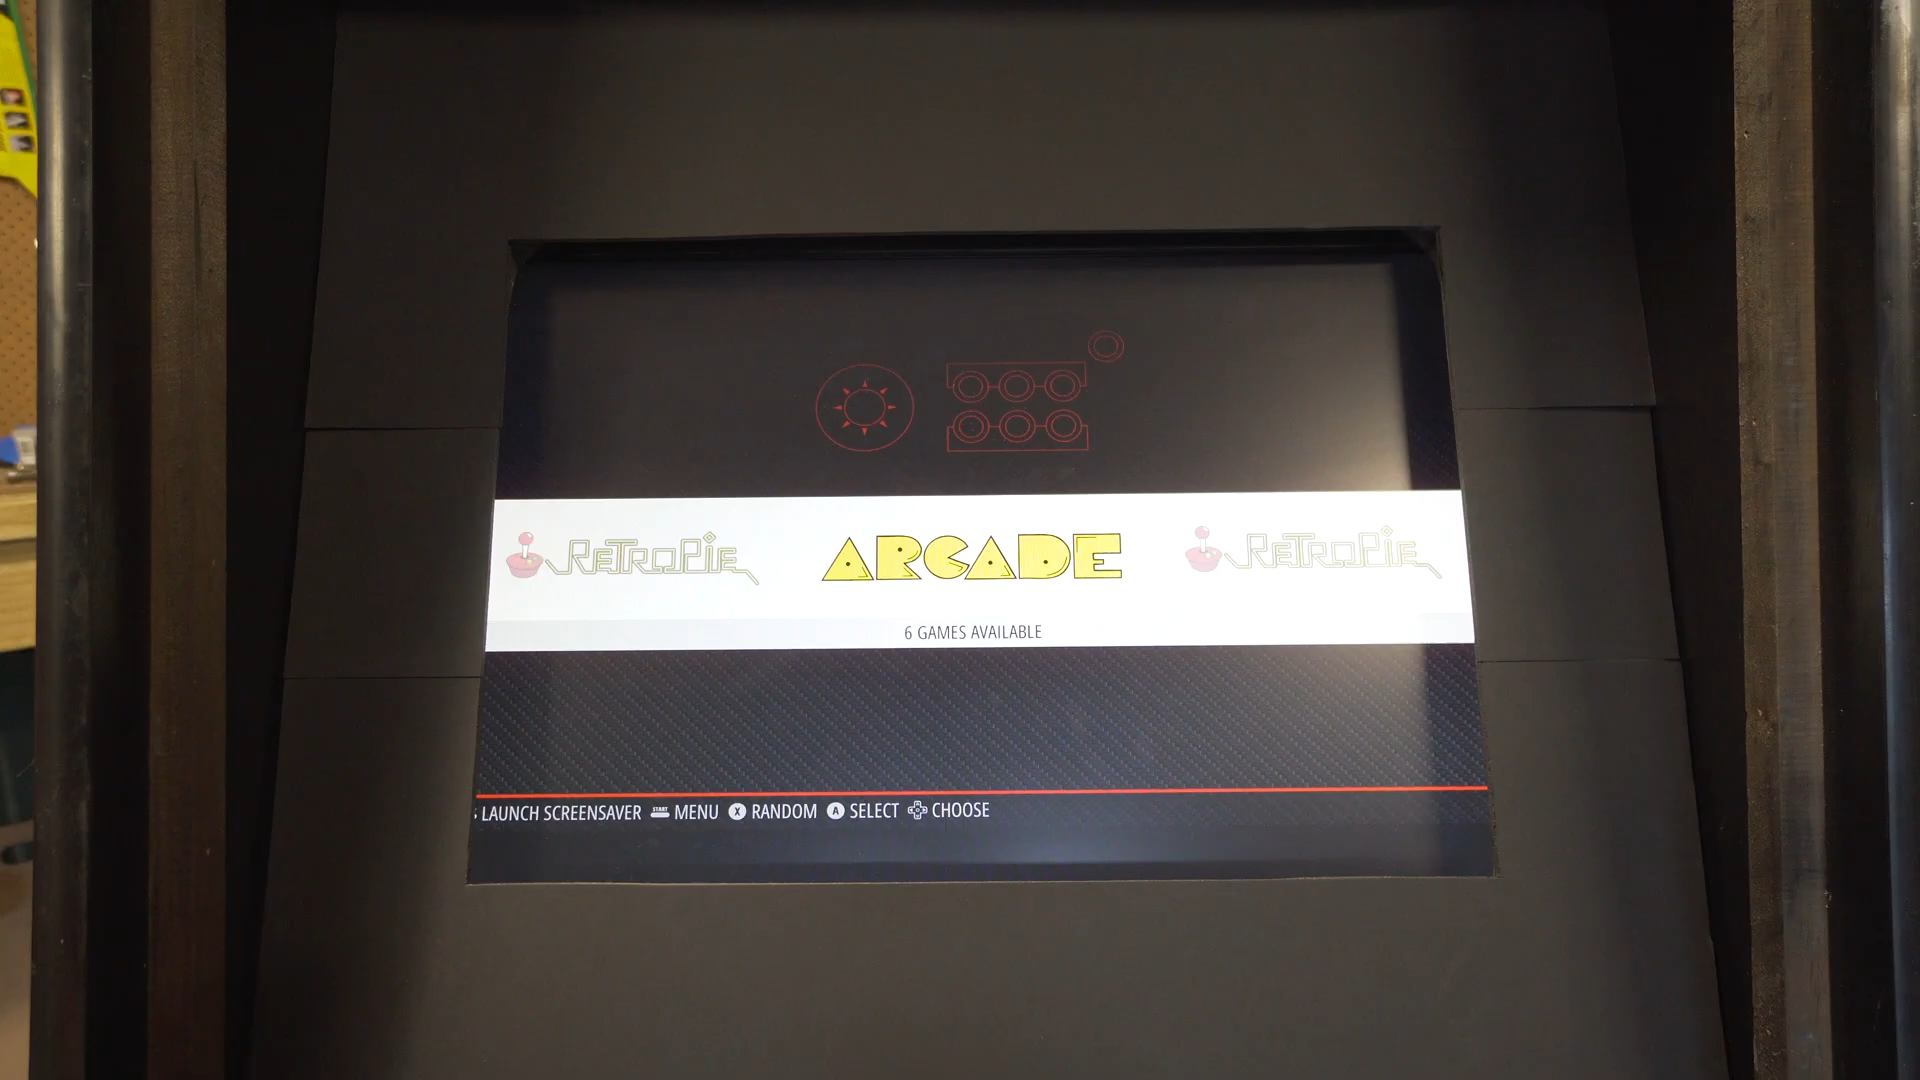 RETROPIE ARCADE RETROPIE
6 GAMES AVAILABLE
LAUNCH SCREENSAVER START MENU X RANDOM A SELECT CHOOSE